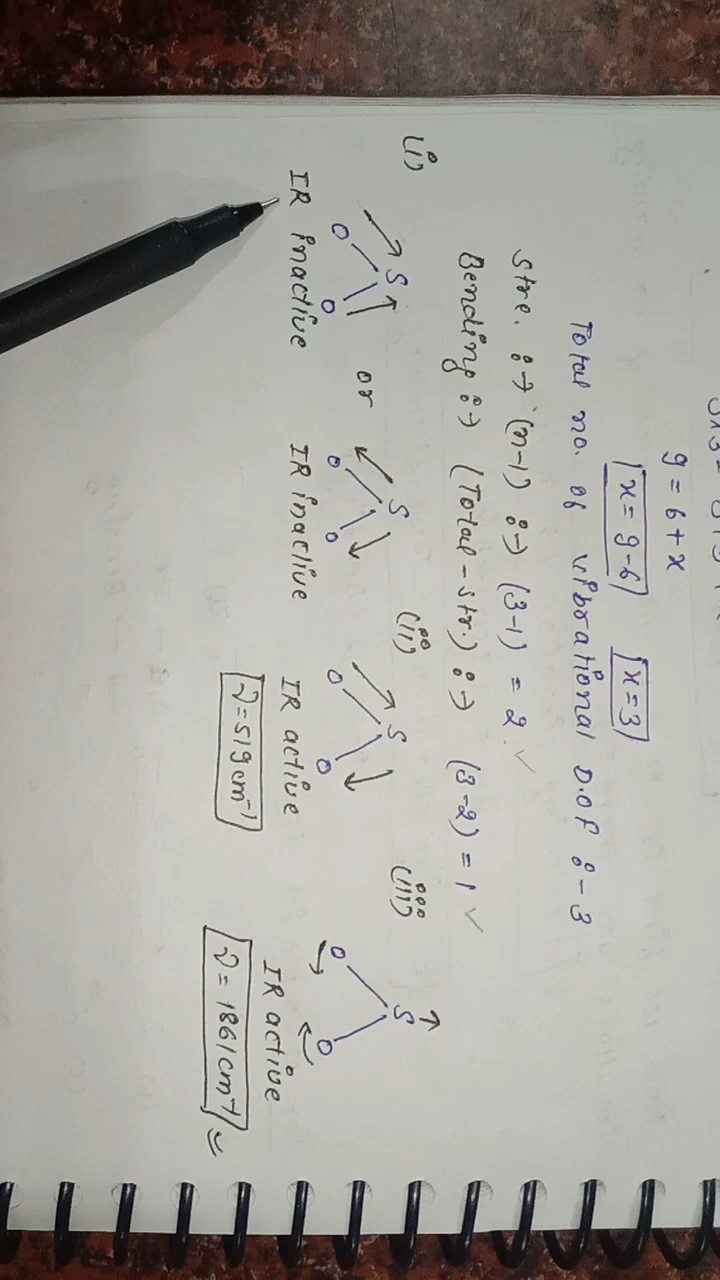 9 = 6 + x
x = 9-6 x = 3
Total no. of vibrational D.OF :- 3
Stre. :→ (n-1) :→ (3-1) = 2 ✓
Bending :→ (Total - Str.) :→ (3-2) = 1 ✓
(i) (ii) (iii)
S or S S S
O O O O O O O O
IR inactive IR inactive IR active IR active
ν̄ = 519 cm⁻¹ ν̄ = 1861 cm⁻¹